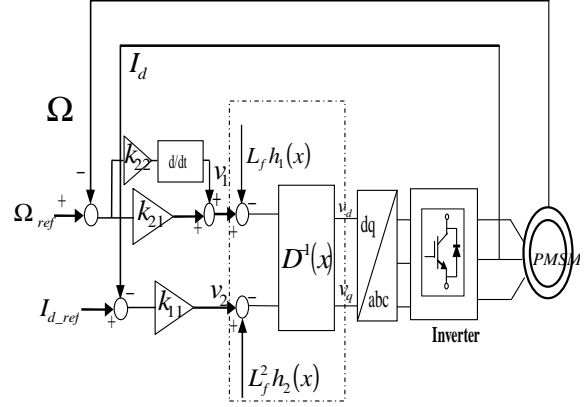 I_d
Ω
k_22
d/dt
v_1
L_f h_1(x)
−
+
Ω_ref
k_21
+
+
+
−
D^-1(x)
v_d
dq
PMSM
−
I_d_ref
+
k_11
v_2
+
−
v_q
abc
Inverter
L_f^2 h_2(x)